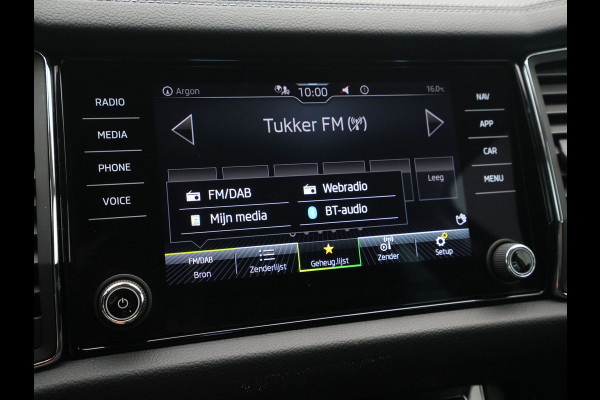 RADIO
MEDIA
PHONE
VOICE
Argon
10:00
16.0°C
Tukker FM
Leeg
FM/DAB
Webradio
Mijn media
BT-audio
FM/DAB
Bron
Zenderlijst
Geheug.lijst
Zender
Setup
NAV
APP
CAR
MENU